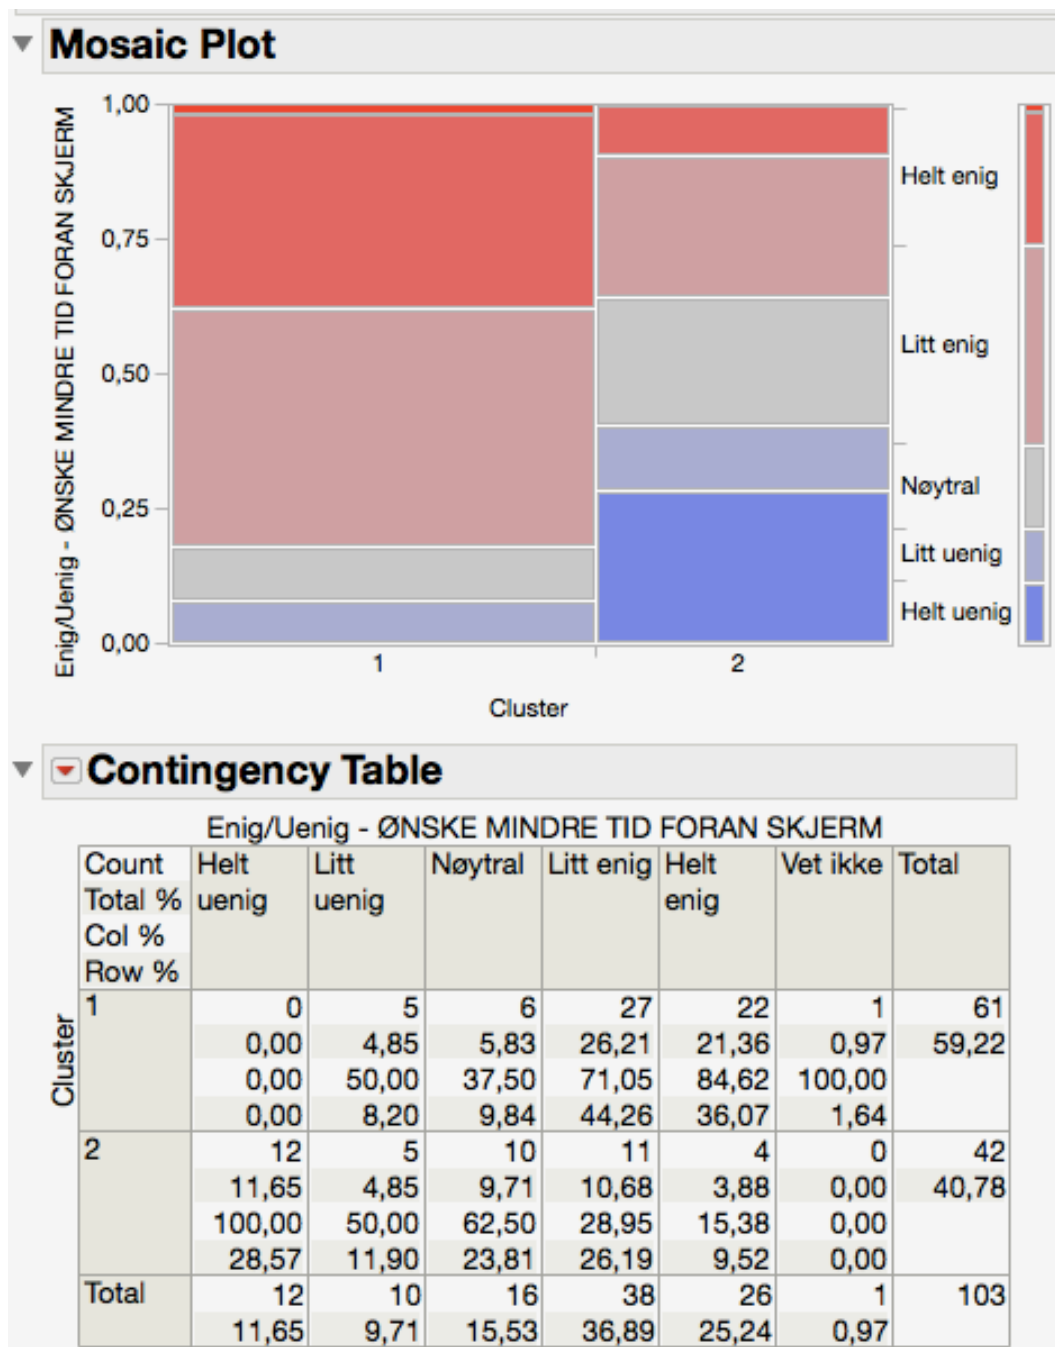 Mosaic Plot
Enig/Uenig - ØNSKE MINDRE TID FORAN SKJERM
1,00
0,75
0,50
0,25
0,00
Helt enig
Litt enig
Nøytral
Litt uenig
Helt uenig
1 2
Cluster
Contingency Table
Enig/Uenig - ØNSKE MINDRE TID FORAN SKJERM
Count Helt Litt Nøytral Litt enig Helt Vet ikke Total
Total % uenig uenig enig
Col %
Row %
Cluster
1 0 5 6 27 22 1 61
0,00 4,85 5,83 26,21 21,36 0,97 59,22
0,00 50,00 37,50 71,05 84,62 100,00
0,00 8,20 9,84 44,26 36,07 1,64
2 12 5 10 11 4 0 42
11,65 4,85 9,71 10,68 3,88 0,00 40,78
100,00 50,00 62,50 28,95 15,38 0,00
28,57 11,90 23,81 26,19 9,52 0,00
Total 12 10 16 38 26 1 103
11,65 9,71 15,53 36,89 25,24 0,97